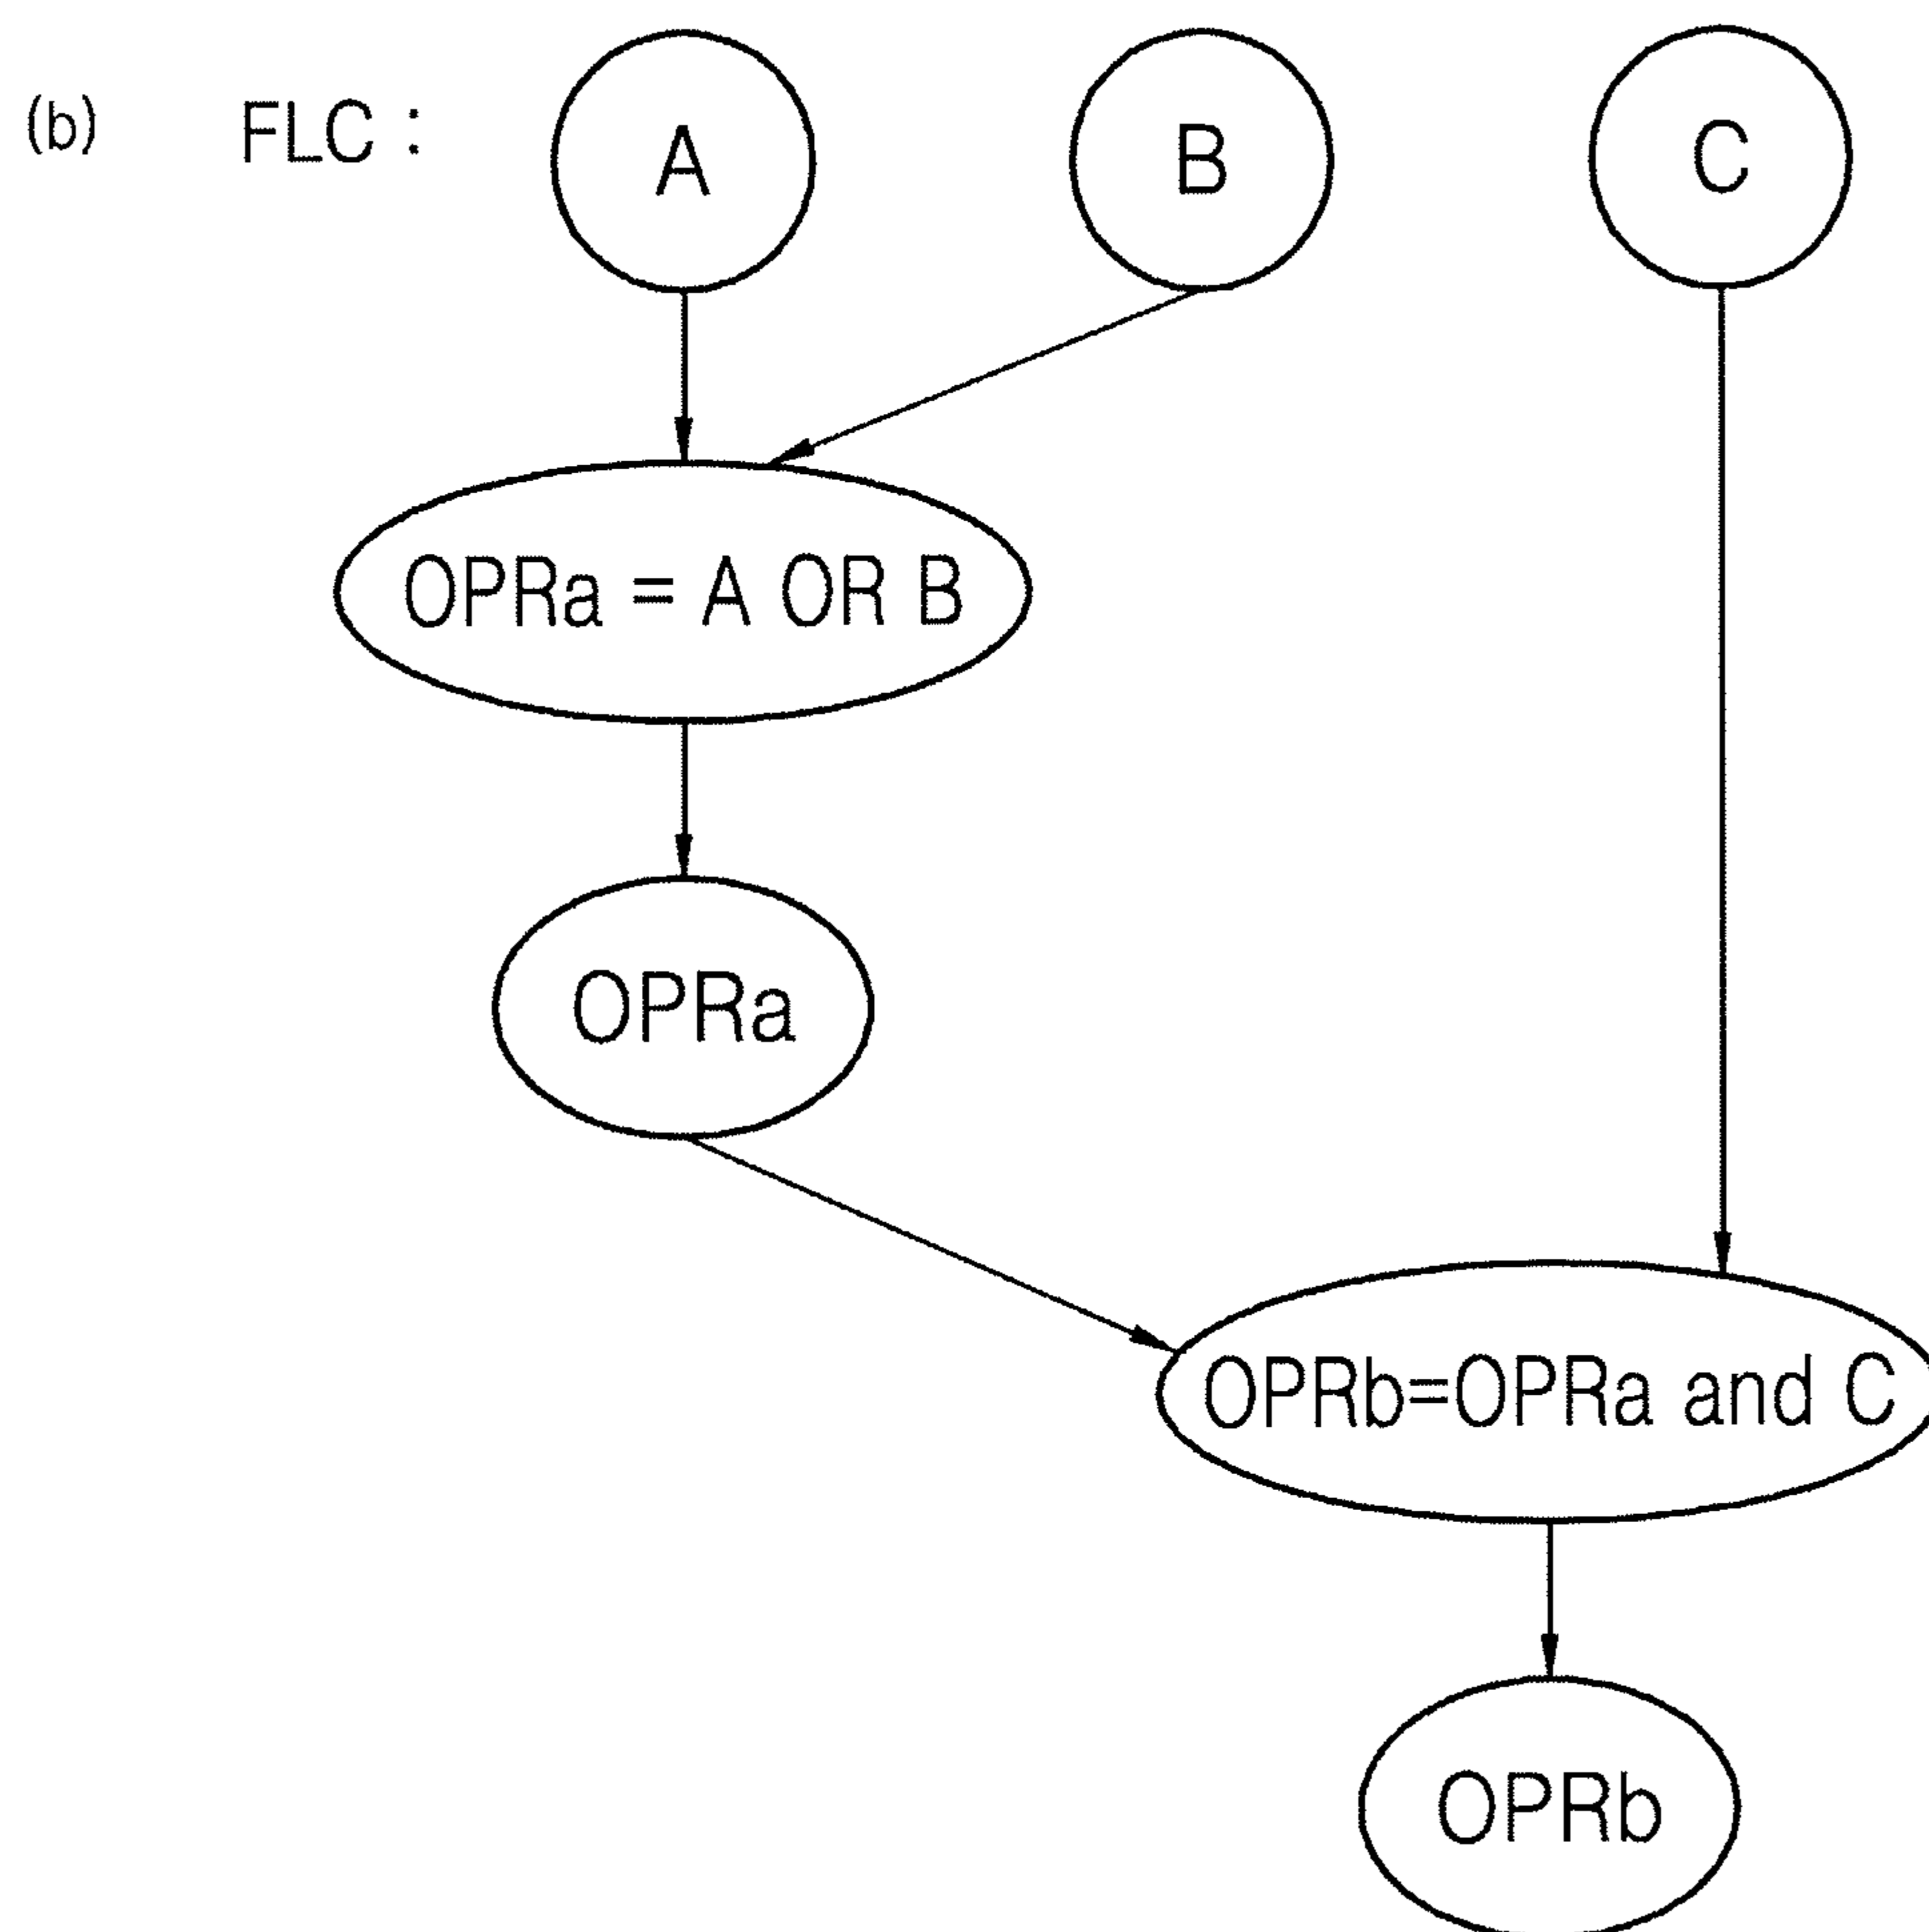 (b) FLC : A B C
OPRa = A OR B
OPRa
OPRb=OPRa and C
OPRb